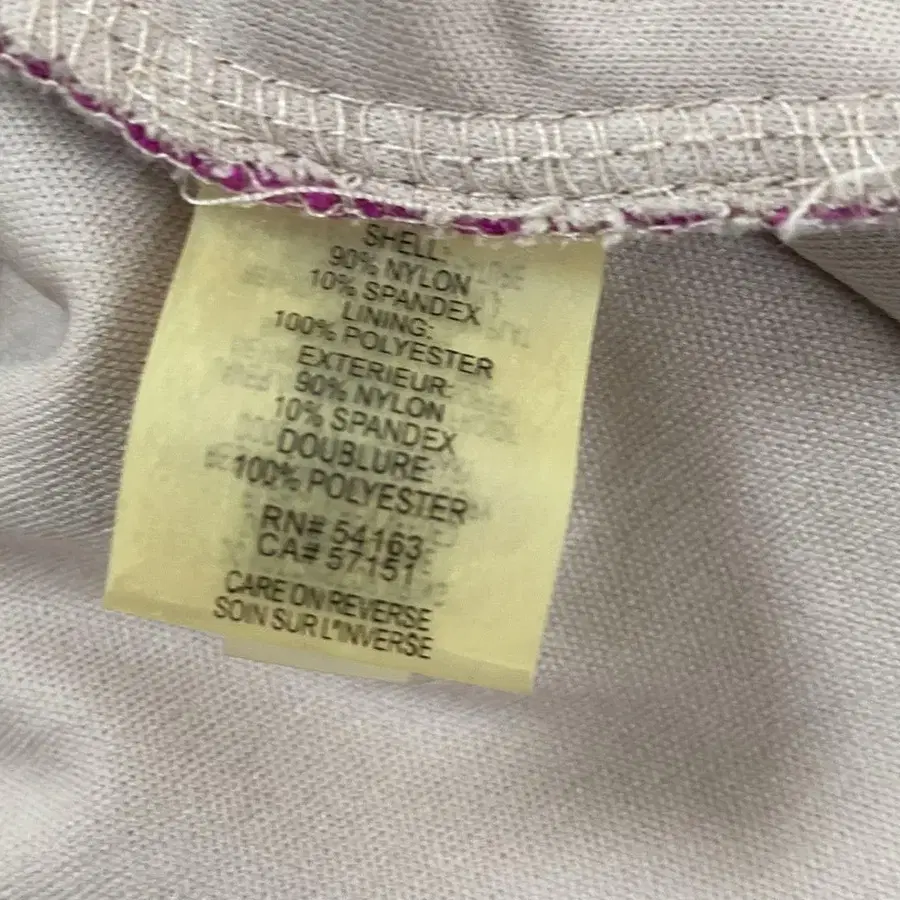 SHELL:
90% NYLON
10% SPANDEX
LINING:
100% POLYESTER
EXTERIEUR:
90% NYLON
10% SPANDEX
DOUBLURE:
100% POLYESTER
RN# 54163
CA# 57151
CARE ON REVERSE
SOIN SUR L"INVERSE